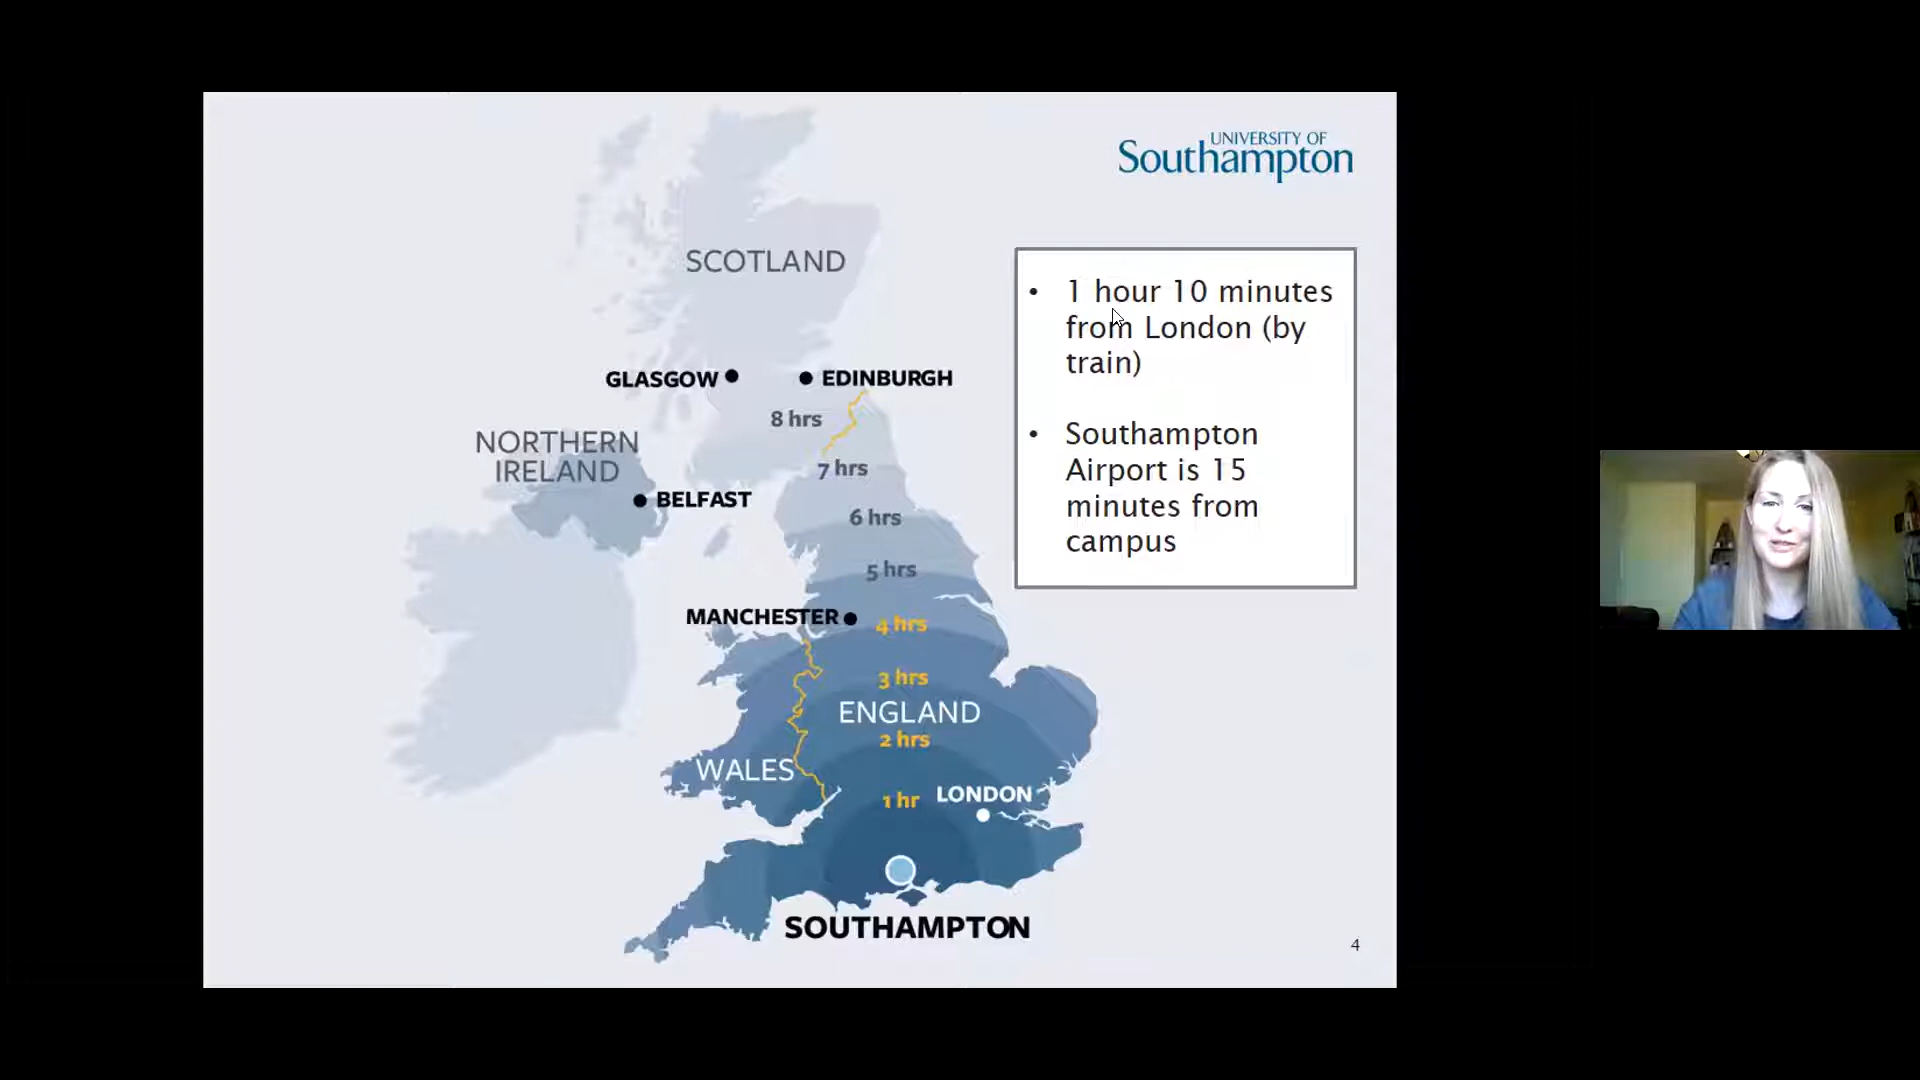 UNIVERSITY OF
Southampton
SCOTLAND
• 1 hour 10 minutes
from London (by
train)
GLASGOW
EDINBURGH
8 hrs
• Southampton
Airport is 15
minutes from
campus
NORTHERN
IRELAND
7 hrs
BELFAST
6 hrs
5 hrs
MANCHESTER
4 hrs
3 hrs
ENGLAND
2 hrs
WALES
1 hr
LONDON
SOUTHAMPTON
4